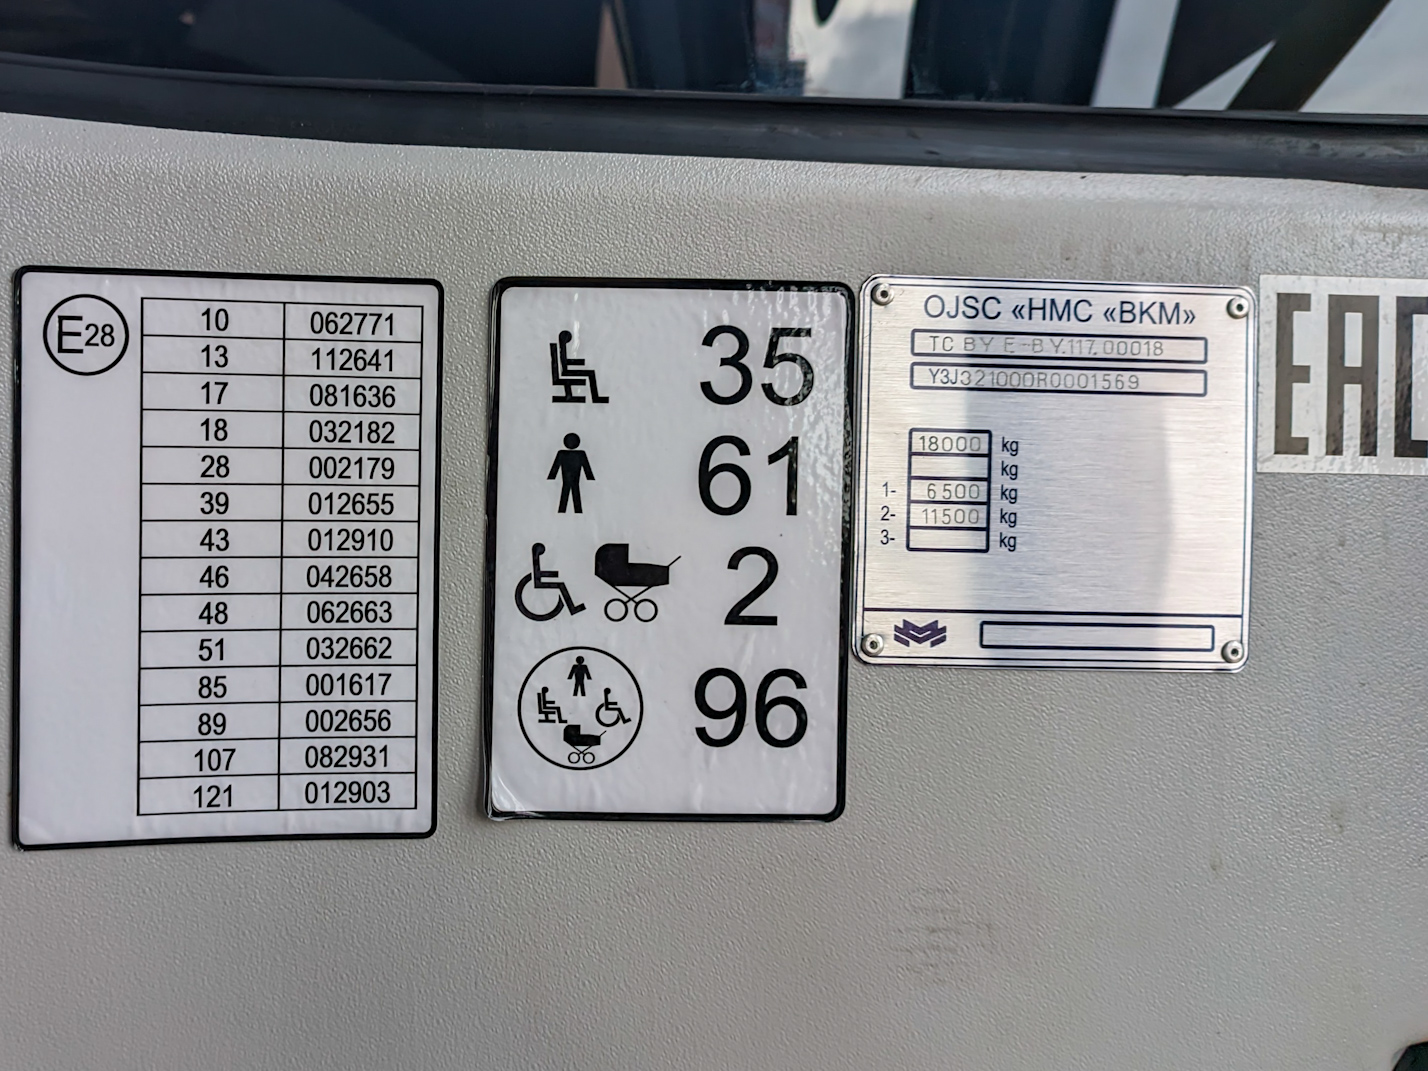 E28
10 062771
13 112641
17 081636
18 032182
28 002179
39 012655
43 012910
46 042658
48 062663
51 032662
85 001617
89 002656
107 082931
121 012903
35
61
2
96
OJSC «HMC «BKM»
TC BY E-BY.117.00018
Y3J321000R0001569
18000 kg
kg
1- 6500 kg
2- 11500 kg
3- kg
EAC